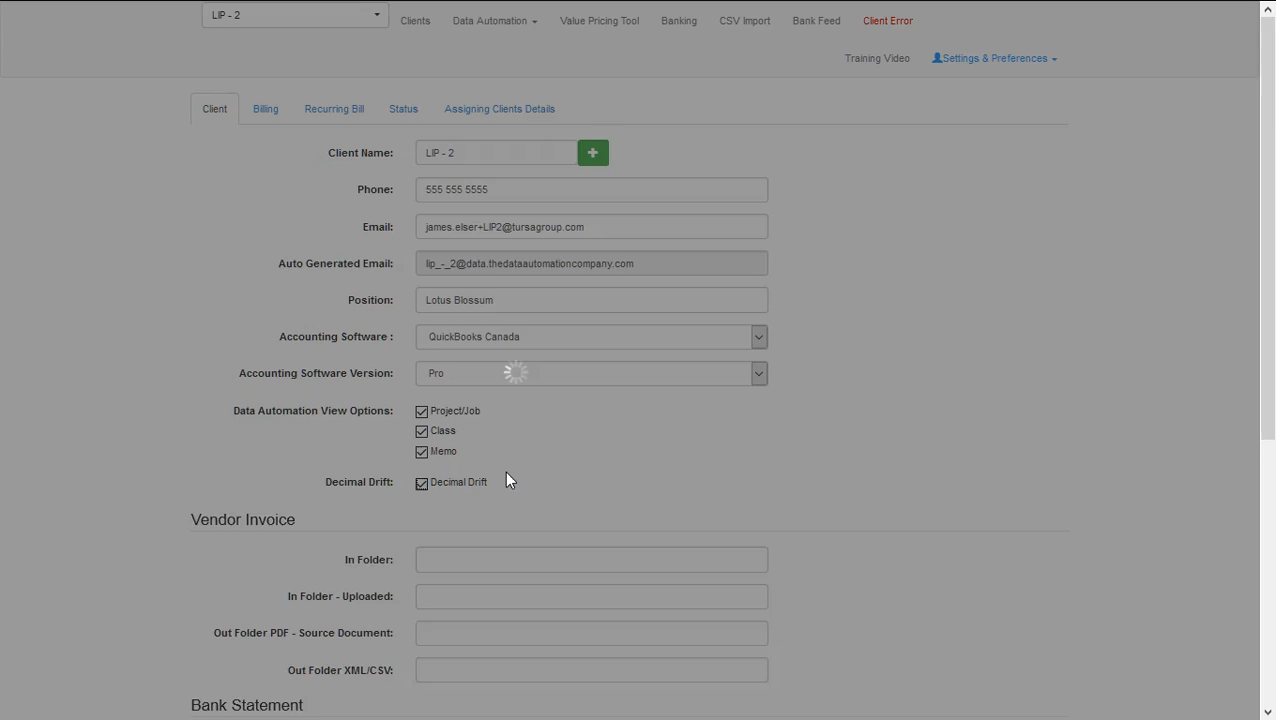 LIP - 2
Clients
Data Automation
Value Pricing Tool
Banking
CSV Import
Bank Feed
Client Error
Training Video
Settings & Preferences
Client
Billing
Recurring Bill
Status
Assigning Clients Details
Client Name:
LIP - 2
Phone:
555 555 5555
Email:
james.elser+LIP2@tursagroup.com
Auto Generated Email:
lip_-_2@data.thedataautomationcompany.com
Position:
Lotus Blossum
Accounting Software :
QuickBooks Canada
Accounting Software Version:
Pro
Data Automation View Options:
Project/Job
Class
Memo
Decimal Drift:
Decimal Drift
Vendor Invoice
In Folder:
In Folder - Uploaded:
Out Folder PDF - Source Document:
Out Folder XML/CSV:
Bank Statement